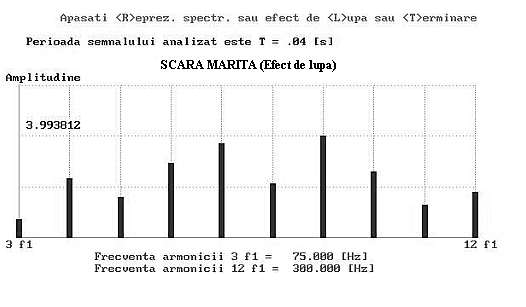 Apasati <R>eprez. spectr. sau efect de <L>upa sau <T>erminare
Perioada semnalului analizat este T = .04 [s]
SCARA MARITA (Efect de lupa)
Amplitudine
3.993812
3 f1
12 f1
Frecventa armonicii 3 f1 = 75.000 [Hz]
Frecventa armonicii 12 f1 = 300.000 [Hz]